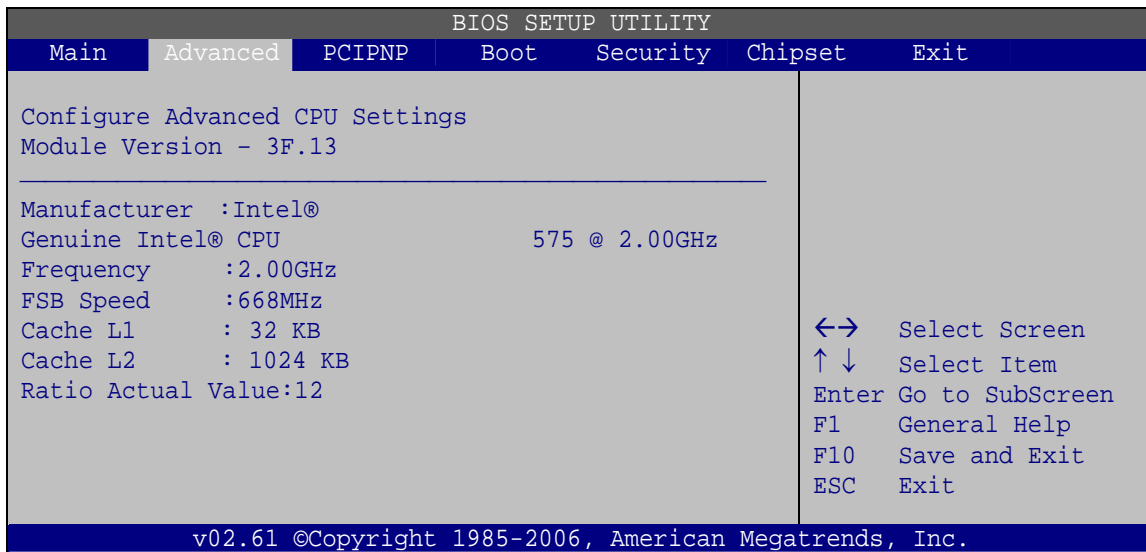 BIOS SETUP UTILITY
Main Advanced PCIPNP Boot Security Chipset Exit
Configure Advanced CPU Settings
Module Version – 3F.13
Manufacturer :Intel®
Genuine Intel® CPU 575 @ 2.00GHz
Frequency :2.00GHz
FSB Speed :668MHz
Cache L1 : 32 KB
Cache L2 : 1024 KB
Ratio Actual Value:12
←→ Select Screen
↑ ↓ Select Item
Enter Go to SubScreen
F1 General Help
F10 Save and Exit
ESC Exit
v02.61 ©Copyright 1985-2006, American Megatrends, Inc.